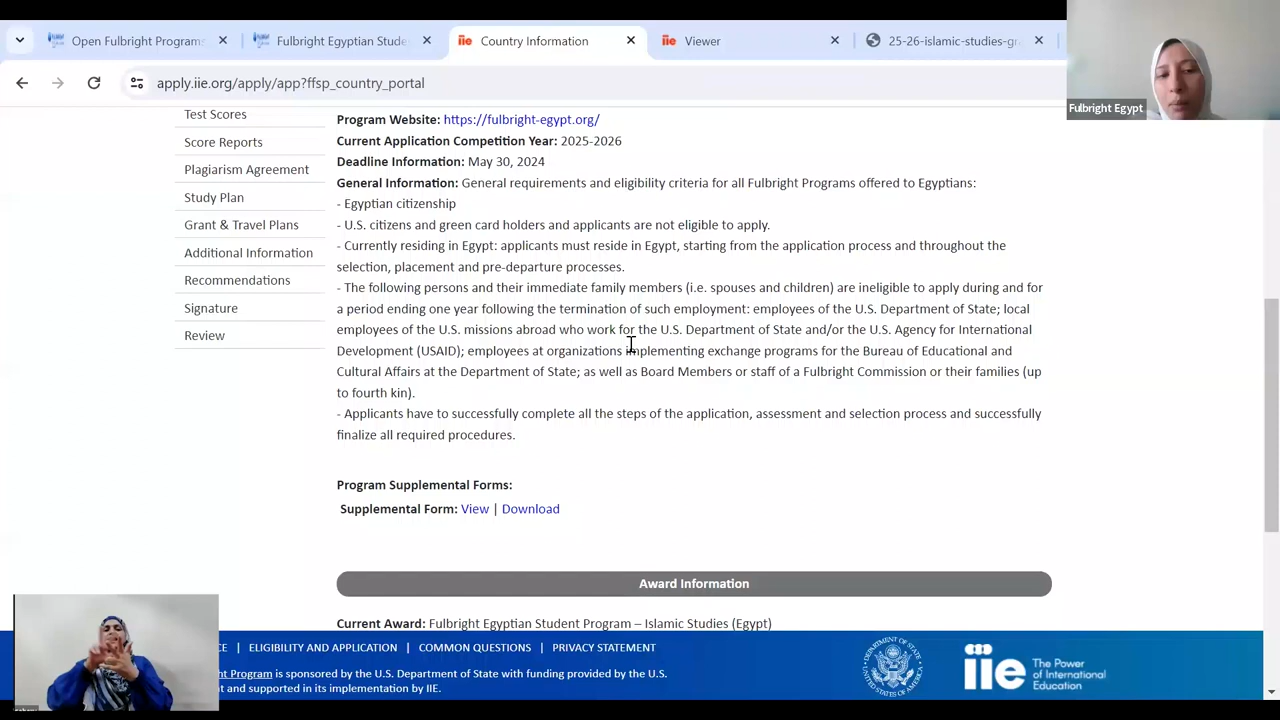 Open Fulbright Programs
Fulbright Egyptian Stude
iie
Country Information
iie
Viewer
25-26-islamic-studies-gr
apply.iie.org/apply/app?ffsp_country_portal
Fulbright Egypt
Test Scores
Score Reports
Plagiarism Agreement
Study Plan
Grant & Travel Plans
Additional Information
Recommendations
Signature
Review
Program Website: https://fulbright-egypt.org/
Current Application Competition Year: 2025-2026
Deadline Information: May 30, 2024
General Information: General requirements and eligibility criteria for all Fulbright Programs offered to Egyptians:
- Egyptian citizenship
- U.S. citizens and green card holders and applicants are not eligible to apply.
- Currently residing in Egypt: applicants must reside in Egypt, starting from the application process and throughout the
selection, placement and pre-departure processes.
- The following persons and their immediate family members (i.e. spouses and children) are ineligible to apply during and for
a period ending one year following the termination of such employment: employees of the U.S. Department of State; local
employees of the U.S. missions abroad who work for the U.S. Department of State and/or the U.S. Agency for International
Development (USAID); employees at organizations implementing exchange programs for the Bureau of Educational and
Cultural Affairs at the Department of State; as well as Board Members or staff of a Fulbright Commission or their families (up
to fourth kin).
- Applicants have to successfully complete all the steps of the application, assessment and selection process and successfully
finalize all required procedures.
Program Supplemental Forms:
Supplemental Form: View | Download
Award Information
Current Award: Fulbright Egyptian Student Program – Islamic Studies (Egypt)
CE | ELIGIBILITY AND APPLICATION | COMMON QUESTIONS | PRIVACY STATEMENT
ht Program is sponsored by the U.S. Department of State with funding provided by the U.S.
nt and supported in its implementation by IIE.
iie
The Power
of International
Education